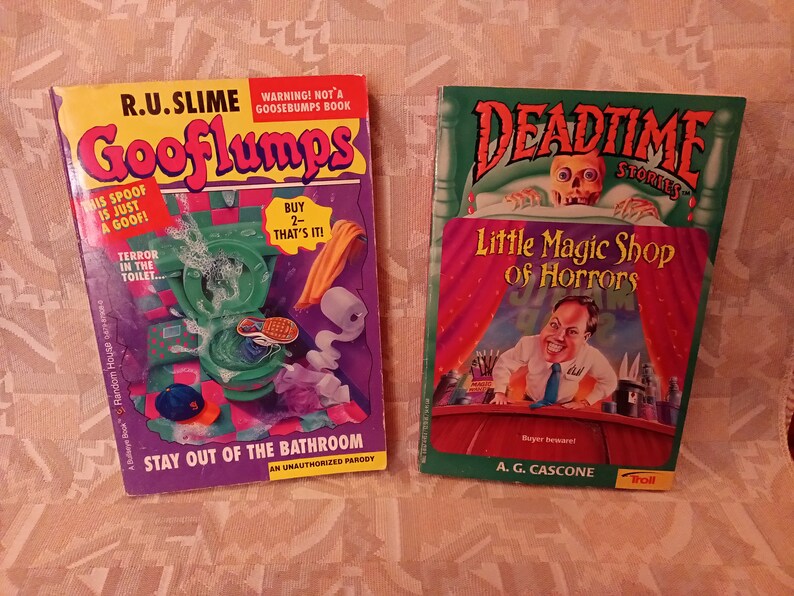 R.U. SLIME
WARNING! NOT A
GOOSEBUMPS BOOK
Gooflumps
THIS SPOOF
IS JUST
A GOOF!
BUY
2–
THAT'S IT!
TERROR
IN THE
TOILET...
A Bullseye Book
Random House
STAY OUT OF THE BATHROOM
AN UNAUTHORIZED PARODY
DEADTIME
STORIES™
Little Magic Shop
of Horrors
MAGIC
Buyer beware!
A. G. CASCONE
Troll